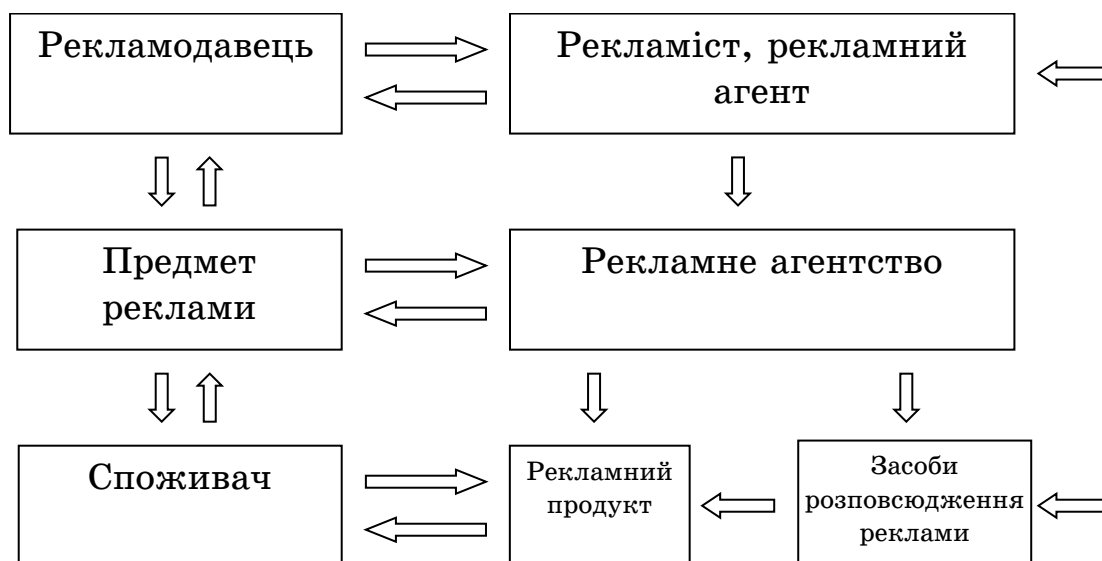 Рекламодавець
Рекламіст, рекламний
агент
Предмет
реклами
Рекламне агентство
Споживач
Рекламний
продукт
Засоби
розповсюдження
реклами